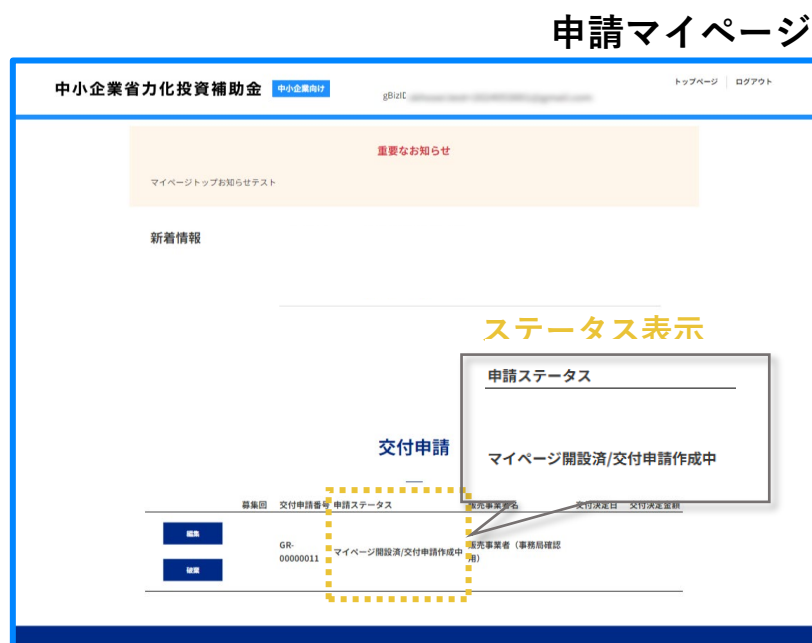 申請マイページ
中小企業省力化投資補助金 中小企業向け
gBizID
トップページ ログアウト
重要なお知らせ
マイページトップお知らせテスト
新着情報
ステータス表示
申請ステータス
マイページ開設済/交付申請作成中
交付申請
募集回 交付申請番号 申請ステータス 販売事業者名 交付決定日 交付決定金額
編集
GR-
00000011
マイページ開設済/交付申請作成中
販売事業者（事務局確認
用）
破棄